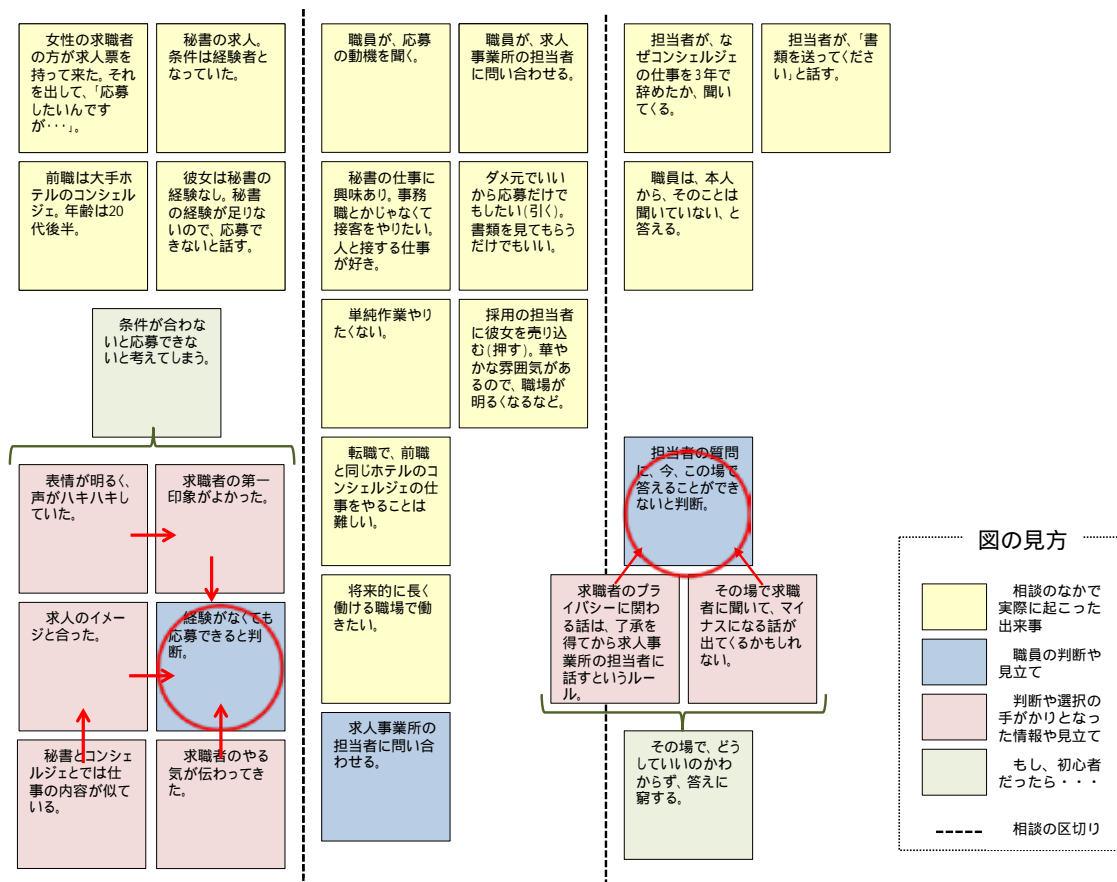 女性の求職者
の方が求人票を
持って来た。それ
を出して、「応募
したいんです
が・・・」。
秘書の求人。
条件は経験者と
なっていた。
前職は大手ホ
テルのコンシェル
ジェ。年齢は20
代後半。
彼女は秘書の
経験なし。秘書
の経験が足りな
いので、応募で
きないと話す。
条件が合わな
いと応募できな
いと考えてしまう。
表情が明るく、
声がハキハキし
ていた。
求職者の第一
印象がよかった。
求人のイメー
ジと合った。
経験がなくても
応募できると判
断。
秘書とコンシェ
ルジェとでは仕
事の内容が似て
いる。
求職者のやる
気が伝わってき
た。
職員が、応募
の動機を聞く。
職員が、求人
事業所の担当者
に問い合わせる。
秘書の仕事に
興味あり。事務
職とかじゃなくて
接客をやりたい。
人と接する仕事
が好き。
ダメ元でいい
から応募だけで
もしたい(引く)。
書類を見てもらう
だけでもいい。
単純作業やり
たくない。
採用の担当者
に彼女を売り込
む(押す)。華や
かな雰囲気があ
るので、職場が
明るくなるなど。
転職で、前職
と同じホテルのコ
ンシェルジェの仕
事をやることは
難しい。
将来的に長く
働ける職場で働
きたい。
求人事業所の
担当者に問い合
わせる。
担当者が、な
ぜコンシェルジェ
の仕事を3年で
辞めたか、聞い
てくる。
担当者が、「書
類を送ってくださ
い」と話す。
職員は、本人
から、そのことは
聞いていない、と
答える。
担当者の質問
に、今、この場で
答えることができ
ないと判断。
求職者のプラ
イバシーに関わ
る話は、了承を
得てから求人事
業所の担当者に
話すというルー
ル。
その場で求職
者に聞いて、マイ
ナスになる話が
出てくるかもしれ
ない。
その場で、どう
していいのかわ
からず、答えに
窮する。
図の見方
相談のなかで
実際に起こった
出来事
職員の判断や
見立て
判断や選択の
手がかりとなっ
た情報や見立て
もし、初心者
だったら・・・
相談の区切り